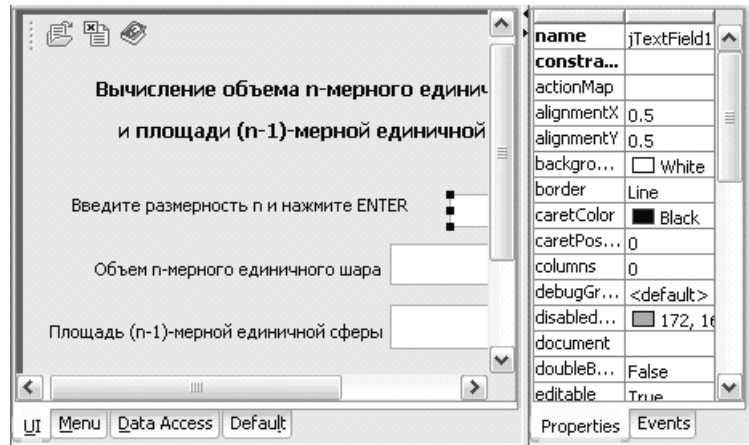 Вычисление объема n-мерного единич
и площади (n-1)-мерной единичной
Введите размерность n и нажмите ENTER
Объем n-мерного единичного шара
Площадь (n-1)-мерной единичной сферы
UI Menu Data Access Default
name jTextField1
constra...
actionMap
alignmentX 0.5
alignmentY 0.5
backgro... White
border Line
caretColor Black
caretPos... 0
columns 0
debugGr... <default>
disabled... 172, 16
document
doubleB... False
editable True
Properties Events